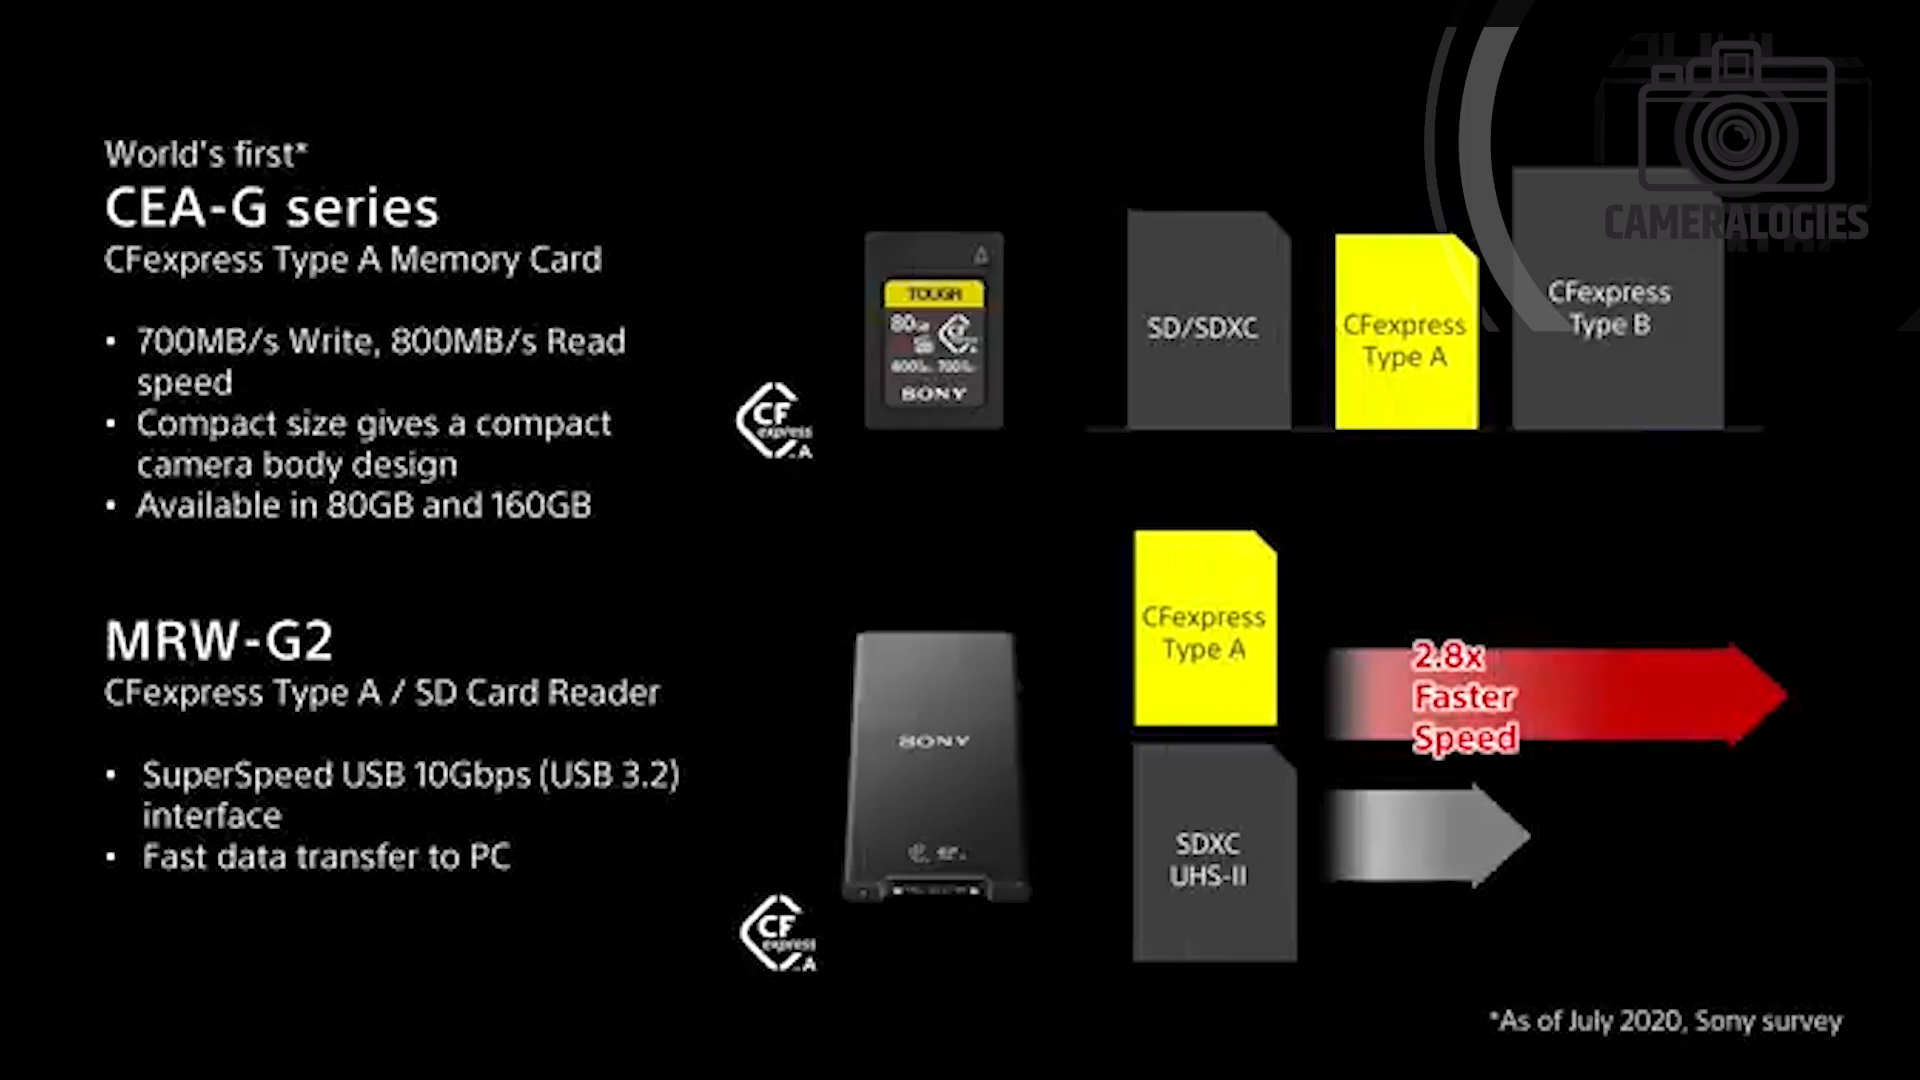 World's first*
CEA-G series
CFexpress Type A Memory Card
• 700MB/s Write, 800MB/s Read
speed
• Compact size gives a compact
camera body design
• Available in 80GB and 160GB
CF
express
A
TOUGH
80GB
CF
SONY
SD/SDXC
CFexpress
Type A
CFexpress
Type B
CAMERALOGIES
MRW-G2
CFexpress Type A / SD Card Reader
• SuperSpeed USB 10Gbps (USB 3.2)
interface
• Fast data transfer to PC
CF
express
A
SONY
CFexpress
Type A
2.8x
Faster
Speed
SDXC
UHS-II
*As of July 2020, Sony survey